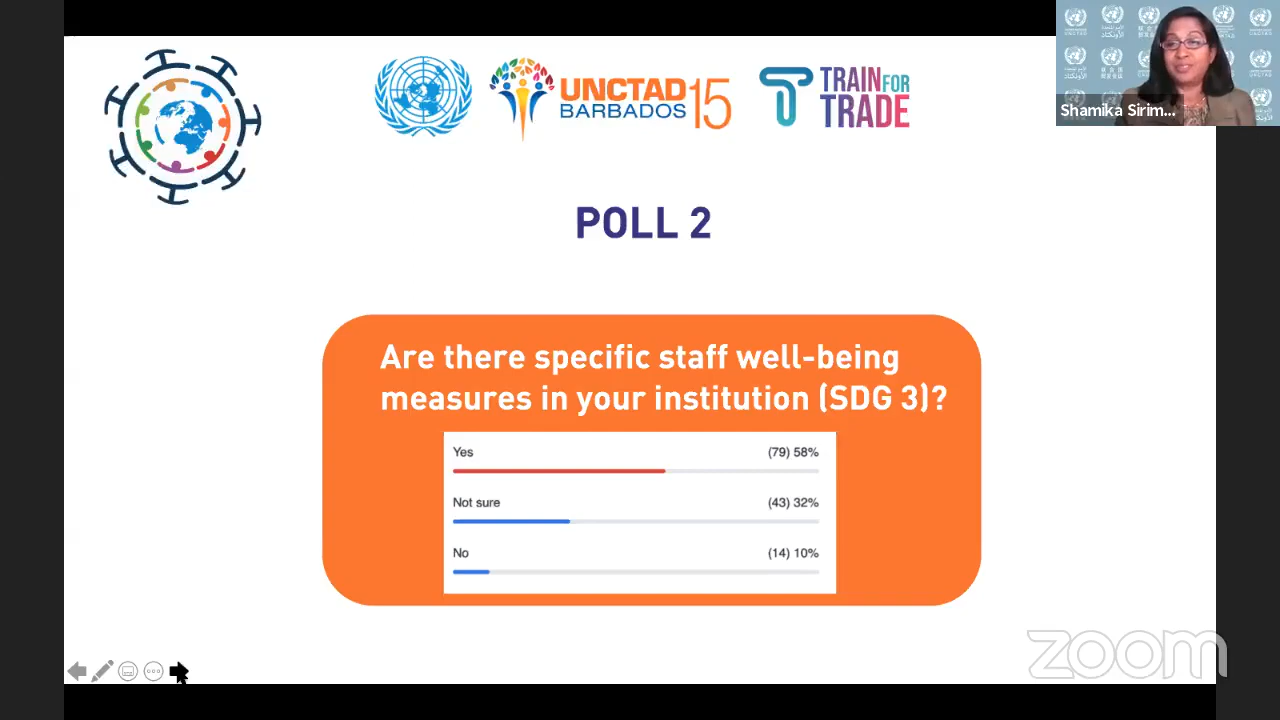 UNCTAD
BARBADOS
15
TRAIN FOR
TRADE
Shamika Sirim...
POLL 2
Are there specific staff well-being
measures in your institution (SDG 3)?
Yes (79) 58%
Not sure (43) 32%
No (14) 10%
zoom